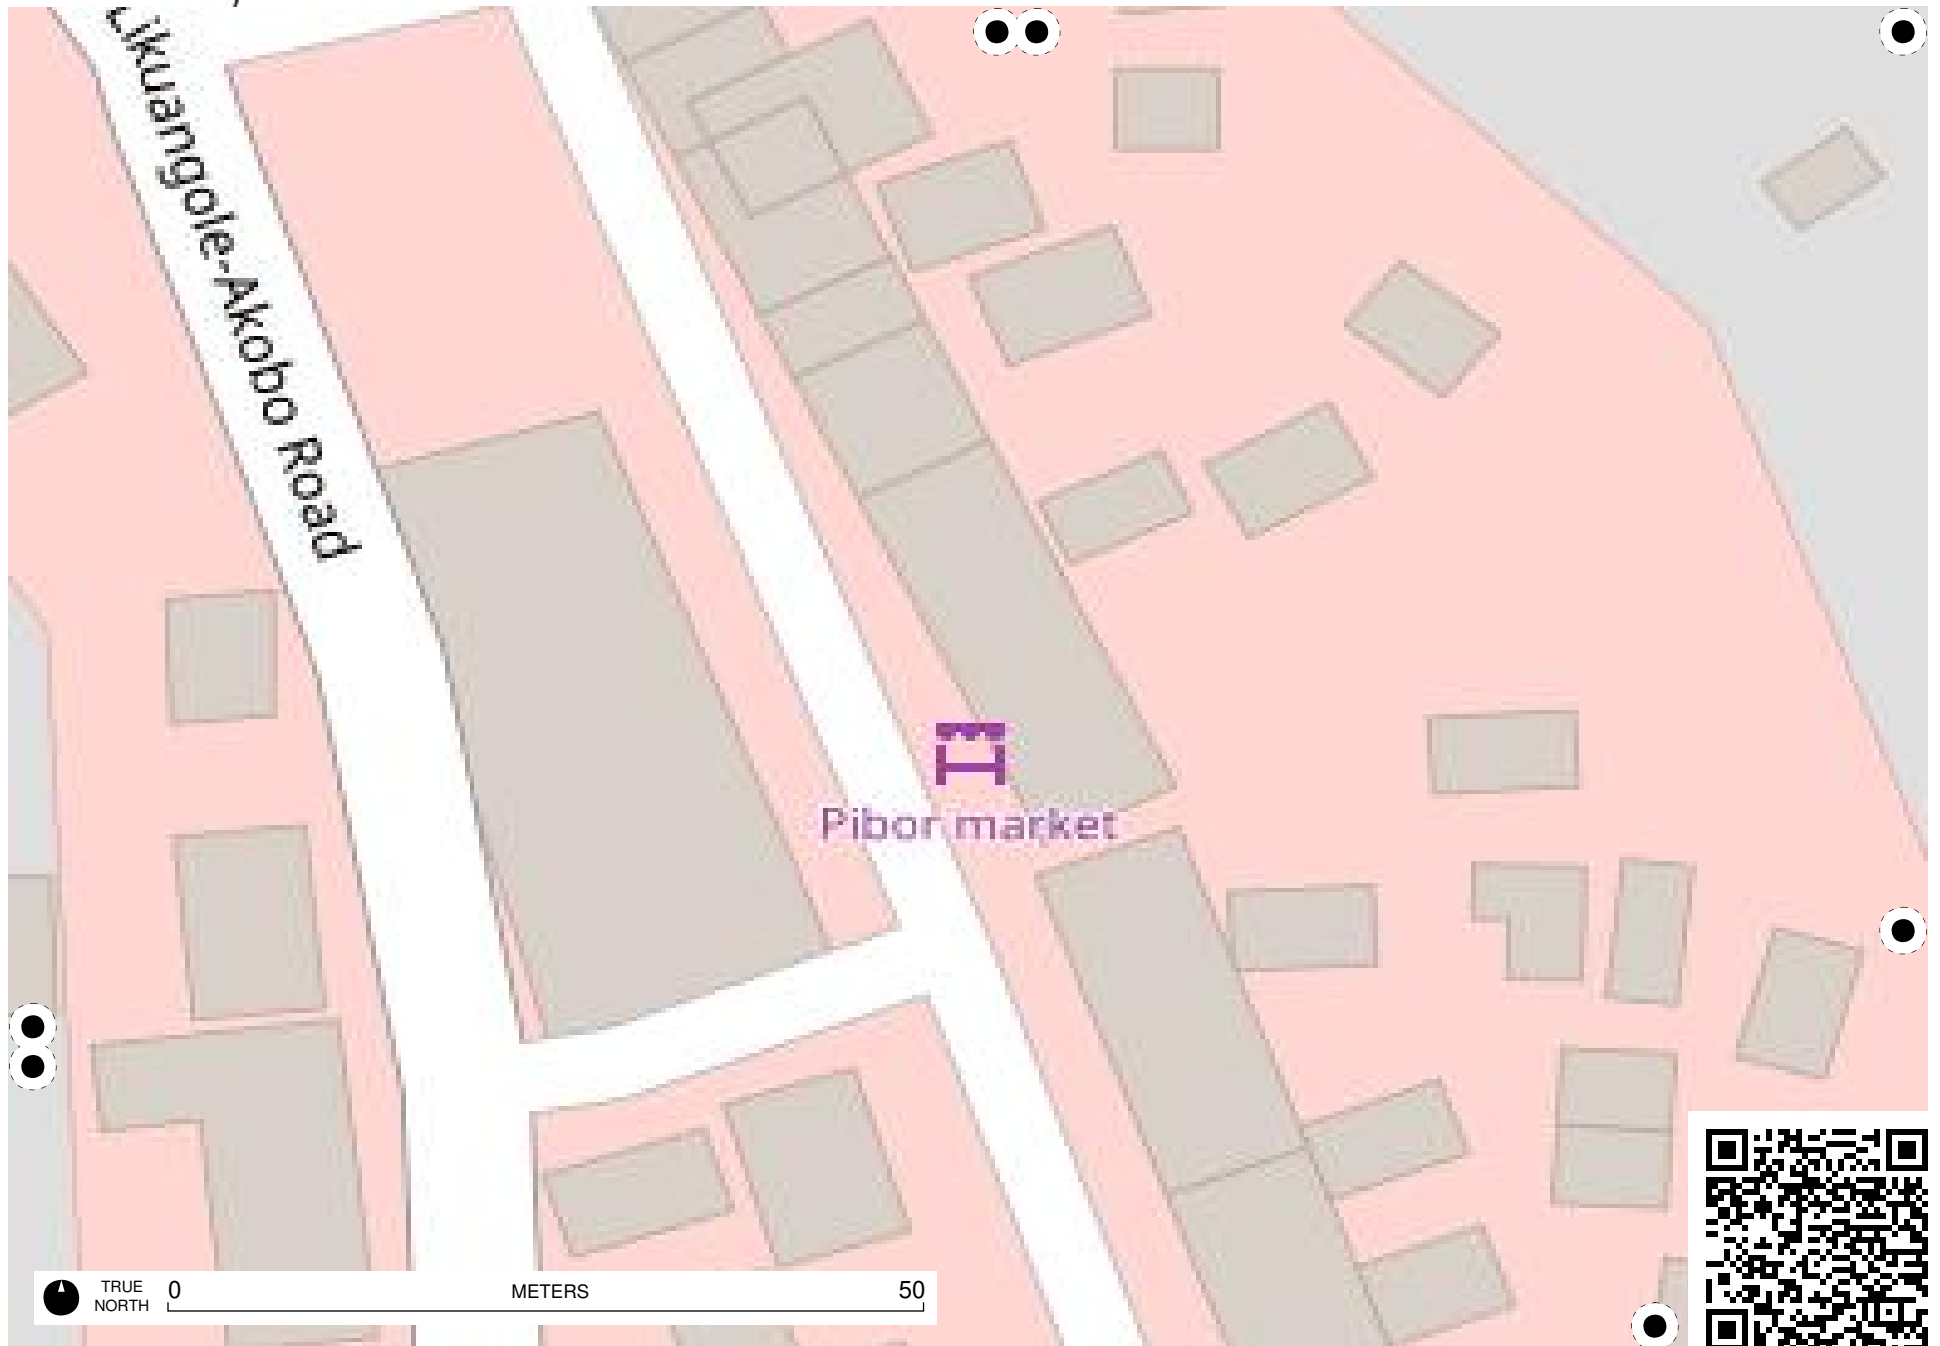 Likuangole-Akobo Road
Pibor market
TRUE
NORTH
0 METERS 50